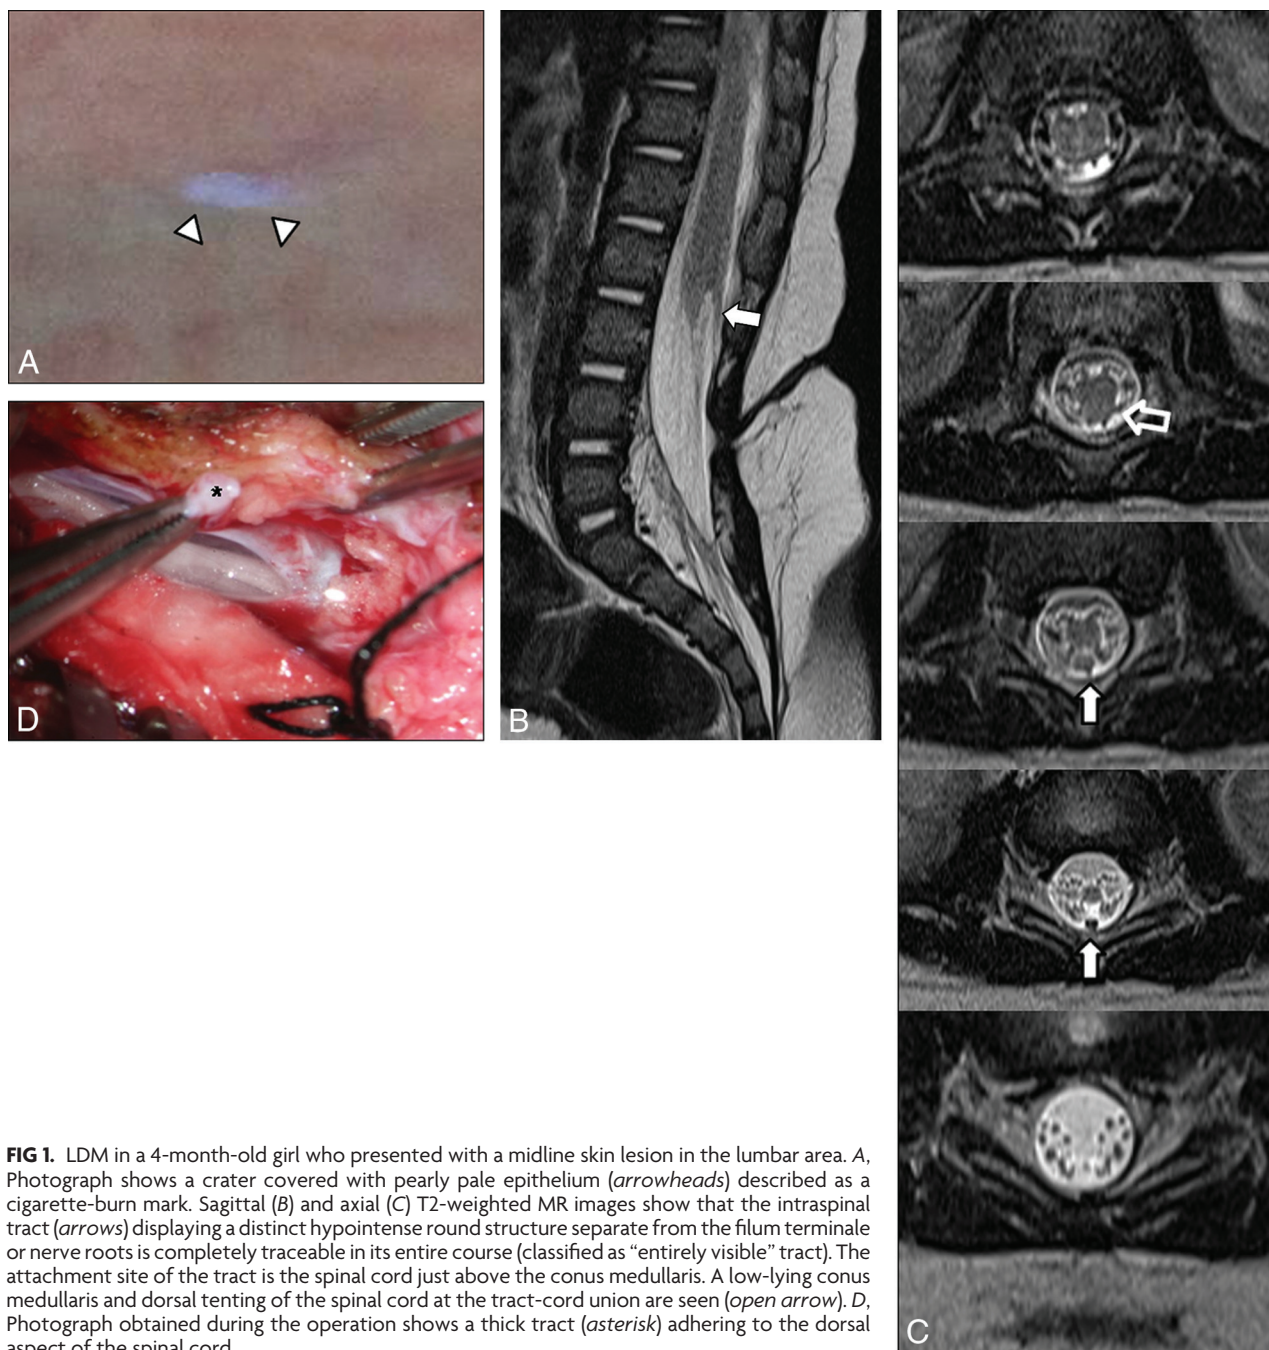 A
D
*
B
C
FIG 1. LDM in a 4-month-old girl who presented with a midline skin lesion in the lumbar area. A,
Photograph shows a crater covered with pearly pale epithelium (arrowheads) described as a
cigarette-burn mark. Sagittal (B) and axial (C) T2-weighted MR images show that the intraspinal
tract (arrows) displaying a distinct hypointense round structure separate from the filum terminale
or nerve roots is completely traceable in its entire course (classified as “entirely visible” tract). The
attachment site of the tract is the spinal cord just above the conus medullaris. A low-lying conus
medullaris and dorsal tenting of the spinal cord at the tract-cord union are seen (open arrow). D,
Photograph obtained during the operation shows a thick tract (asterisk) adhering to the dorsal
aspect of the spinal cord.